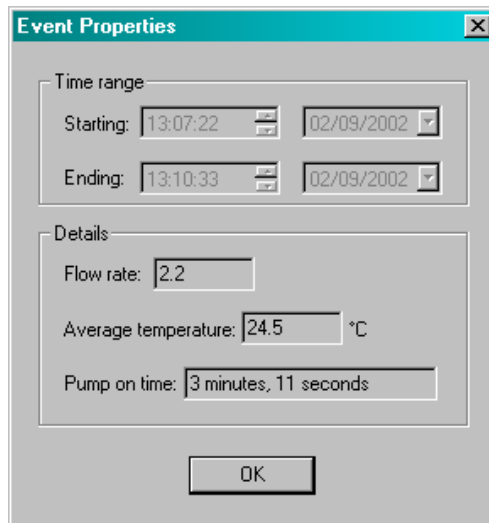 Event Properties
Time range
Starting: 13:07:22 02/09/2002
Ending: 13:10:33 02/09/2002
Details
Flow rate: 2.2
Average temperature: 24.5 °C
Pump on time: 3 minutes, 11 seconds
OK